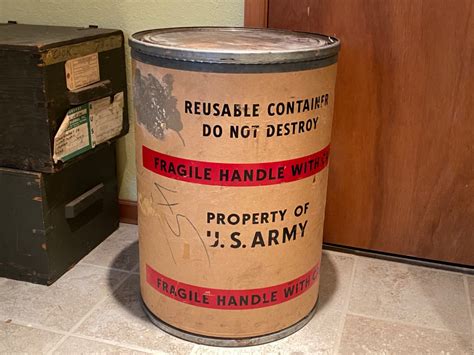 REUSABLE CONTAINER
DO NOT DESTROY
FRAGILE HANDLE WITH
PROPERTY OF
U.S. ARMY
FRAGILE HANDLE WITH